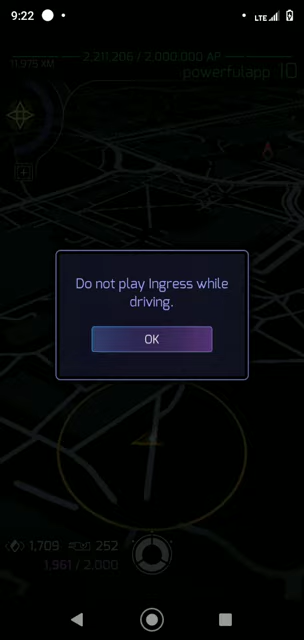 9:22
LTE
2,211,206 / 2,000,000 AP
11,975 XM
powerfulapp 10
Do not play Ingress while
driving.
OK
1,709
252
1,961 / 2,000